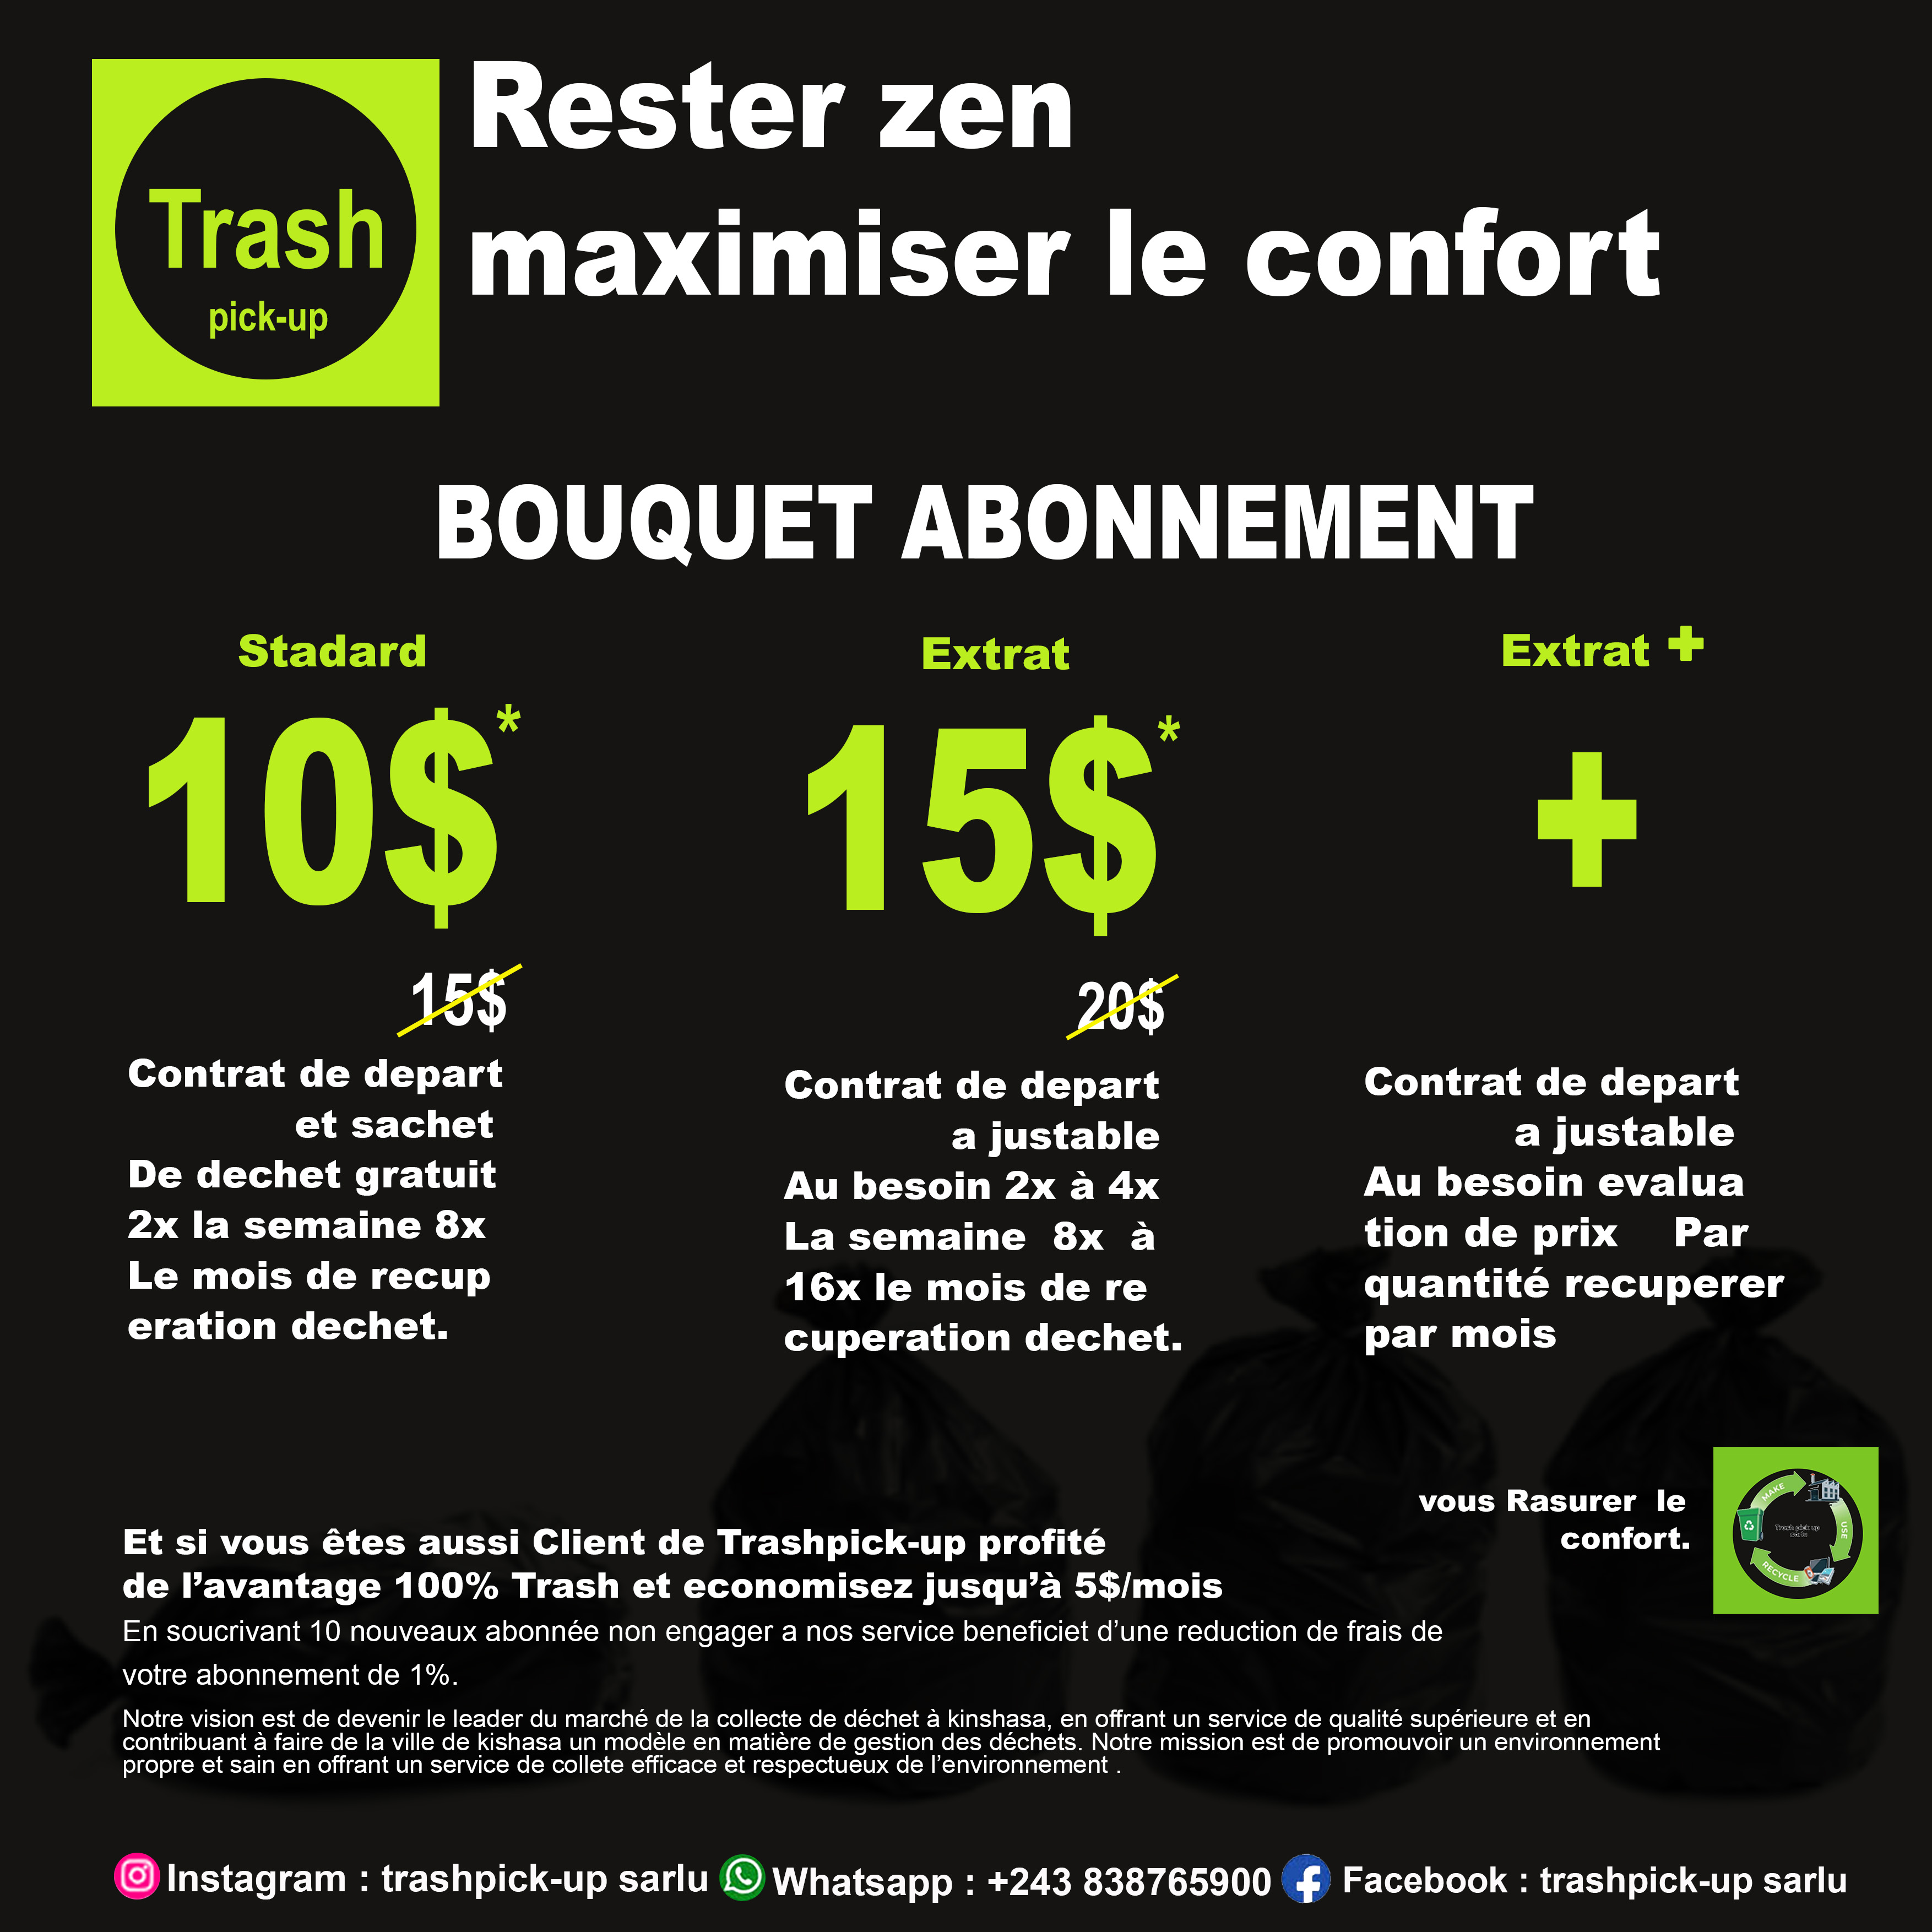 Trash
pick-up
Rester zen
maximiser le confort
BOUQUET ABONNEMENT
Stadard
10$*
15$
Contrat de depart
et sachet
De dechet gratuit
2x la semaine 8x
Le mois de recup
eration dechet.
Extrat
15$*
20$
Contrat de depart
a justable
Au besoin 2x à 4x
La semaine 8x à
16x le mois de re
cuperation dechet.
Extrat +
+
Contrat de depart
a justable
Au besoin evalua
tion de prix Par
quantité recuperer
par mois
vous Rasurer le
confort.
MAKE
USE
RECYCLE
Trash pick up
sarlu
Et si vous êtes aussi Client de Trashpick-up profité
de l’avantage 100% Trash et economisez jusqu’à 5$/mois
En soucrivant 10 nouveaux abonnée non engager a nos service beneficiet d’une reduction de frais de
votre abonnement de 1%.
Notre vision est de devenir le leader du marché de la collecte de déchet à kinshasa, en offrant un service de qualité supérieure et en
contribuant à faire de la ville de kishasa un modèle en matière de gestion des déchets. Notre mission est de promouvoir un environnement
propre et sain en offrant un service de collete efficace et respectueux de l’environnement .
Instagram : trashpick-up sarlu
Whatsapp : +243 838765900
Facebook : trashpick-up sarlu